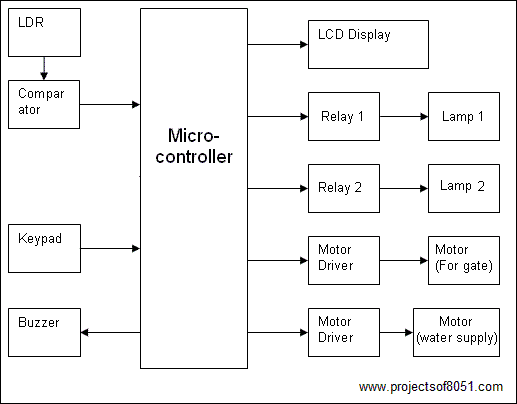 LDR
Compar
ator
Keypad
Buzzer
Micro-
controller
LCD Display
Relay 1
Lamp 1
Relay 2
Lamp 2
Motor
Driver
Motor
(For gate)
Motor
Driver
Motor
(water supply)
www.projectsof8051.com